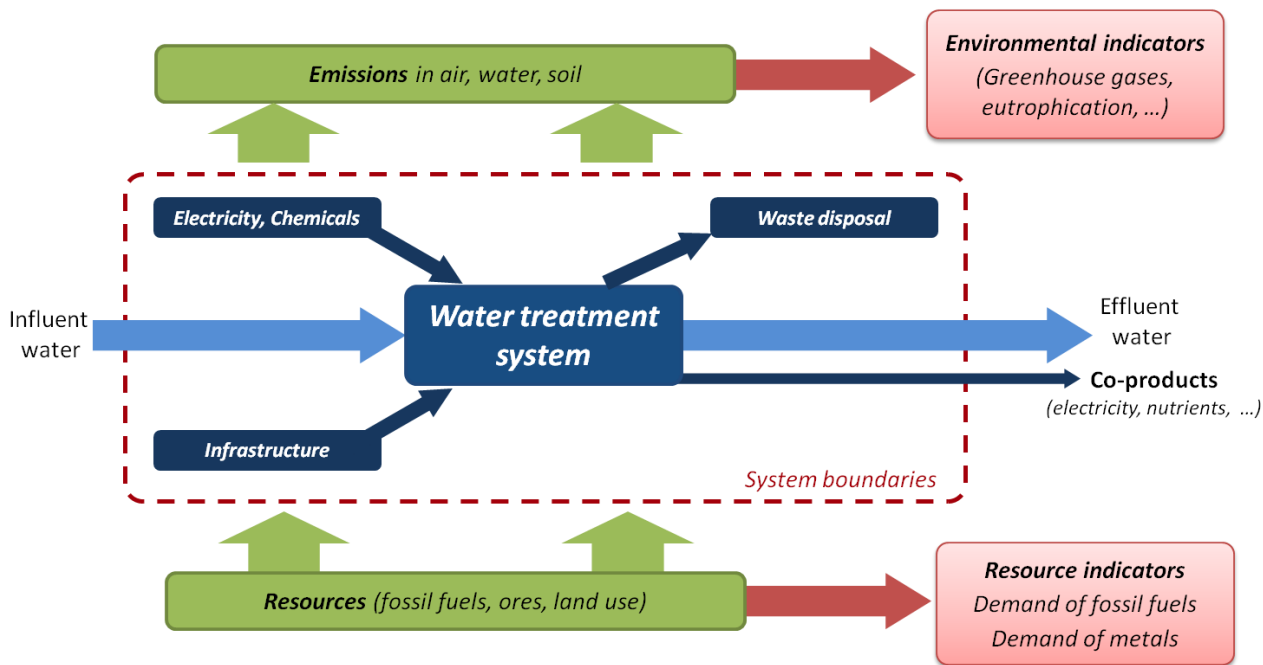 Emissions in air, water, soil
Environmental indicators
(Greenhouse gases,
eutrophication, ...)
Electricity, Chemicals
Waste disposal
Influent
water
Water treatment
system
Effluent
water
Co-products
(electricity, nutrients, ...)
Infrastructure
System boundaries
Resources (fossil fuels, ores, land use)
Resource indicators
Demand of fossil fuels
Demand of metals